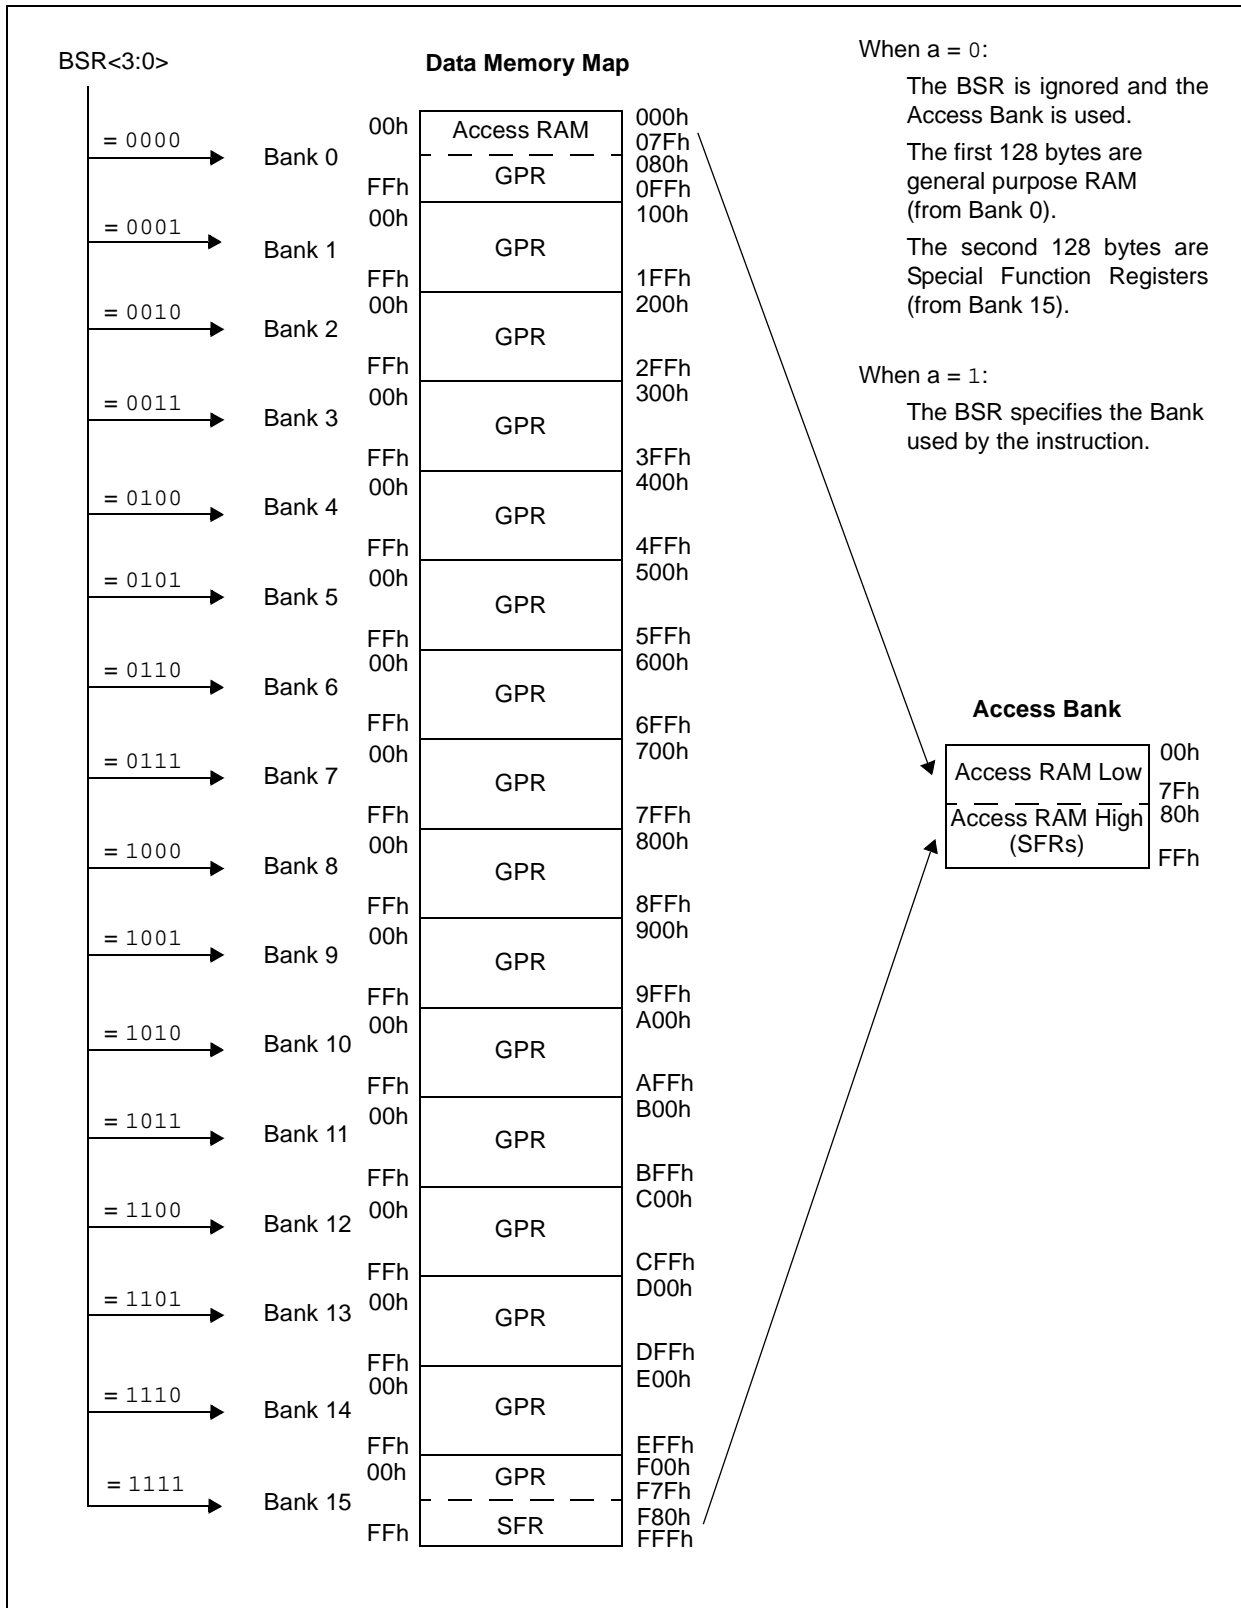 BSR<3:0>
Data Memory Map
When a = 0:
The BSR is ignored and the
Access Bank is used.
The first 128 bytes are
general purpose RAM
(from Bank 0).
The second 128 bytes are
Special Function Registers
(from Bank 15).
When a = 1:
The BSR specifies the Bank
used by the instruction.
= 0000
Bank 0
00h
FFh
Access RAM
GPR
000h
07Fh
080h
0FFh
= 0001
Bank 1
00h
FFh
GPR
100h
1FFh
= 0010
Bank 2
00h
FFh
GPR
200h
2FFh
= 0011
Bank 3
00h
FFh
GPR
300h
3FFh
= 0100
Bank 4
00h
FFh
GPR
400h
4FFh
= 0101
Bank 5
00h
FFh
GPR
500h
5FFh
= 0110
Bank 6
00h
FFh
GPR
600h
6FFh
= 0111
Bank 7
00h
FFh
GPR
700h
7FFh
= 1000
Bank 8
00h
FFh
GPR
800h
8FFh
= 1001
Bank 9
00h
FFh
GPR
900h
9FFh
= 1010
Bank 10
00h
FFh
GPR
A00h
AFFh
= 1011
Bank 11
00h
FFh
GPR
B00h
BFFh
= 1100
Bank 12
00h
FFh
GPR
C00h
CFFh
= 1101
Bank 13
00h
FFh
GPR
D00h
DFFh
= 1110
Bank 14
00h
FFh
GPR
E00h
EFFh
= 1111
Bank 15
00h
FFh
GPR
SFR
F00h
F7Fh
F80h
FFFh
Access Bank
Access RAM Low
Access RAM High
(SFRs)
00h
7Fh
80h
FFh